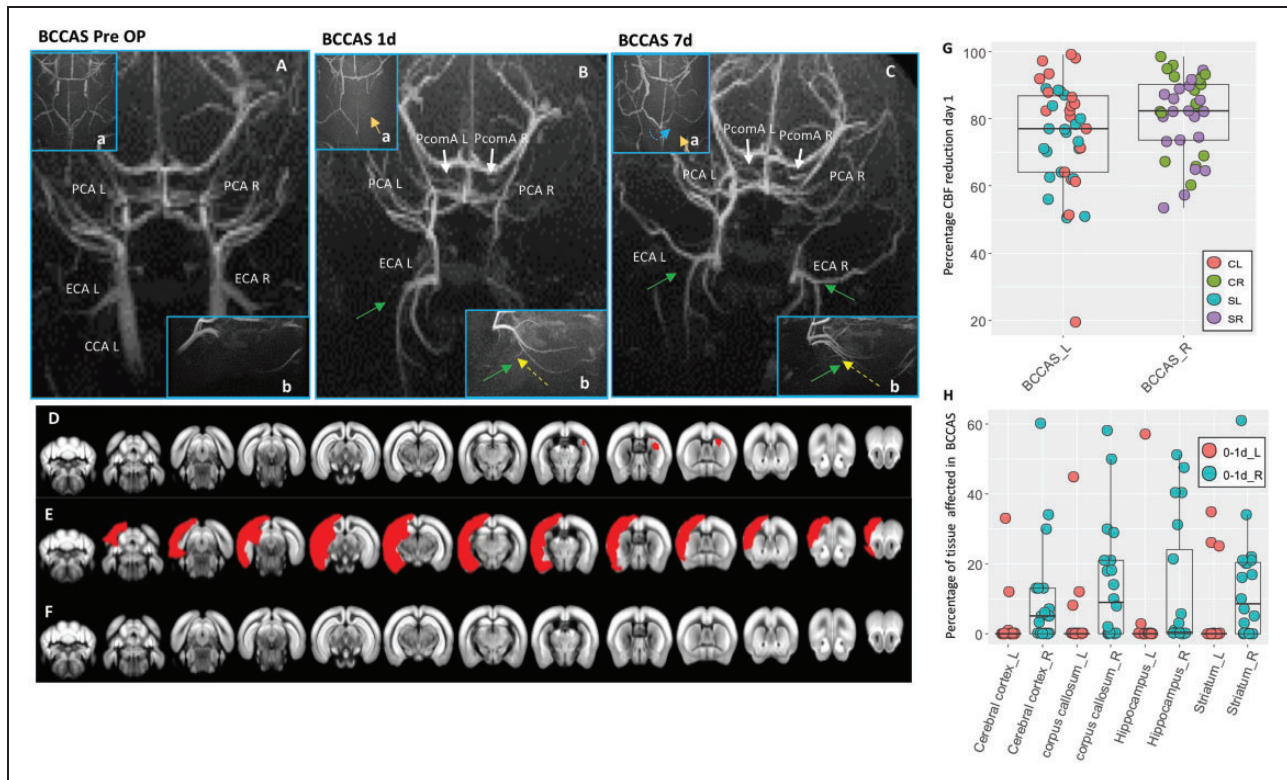 BCCAS Pre OP
A
a
PCA L
PCA R
ECA L
ECA R
CCA L
b
BCCAS 1d
B
a
PcomA L
PcomA R
PCA L
PCA R
ECA L
b
BCCAS 7d
C
a
PcomA L
PcomA R
PCA L
PCA R
ECA L
ECA R
b
D
E
F
G
Percentage CBF reduction day 1
100
80
60
40
20
CL
CR
SL
SR
BCCAS_L
BCCAS_R
H
Percentage of tissue affected in BCCAS
60
40
20
0
0-1d_L
0-1d_R
Cerebral cortex_L
Cerebral cortex_R
corpus callosum_L
corpus callosum_R
Hippocampus_L
Hippocampus_R
Striatum_L
Striatum_R